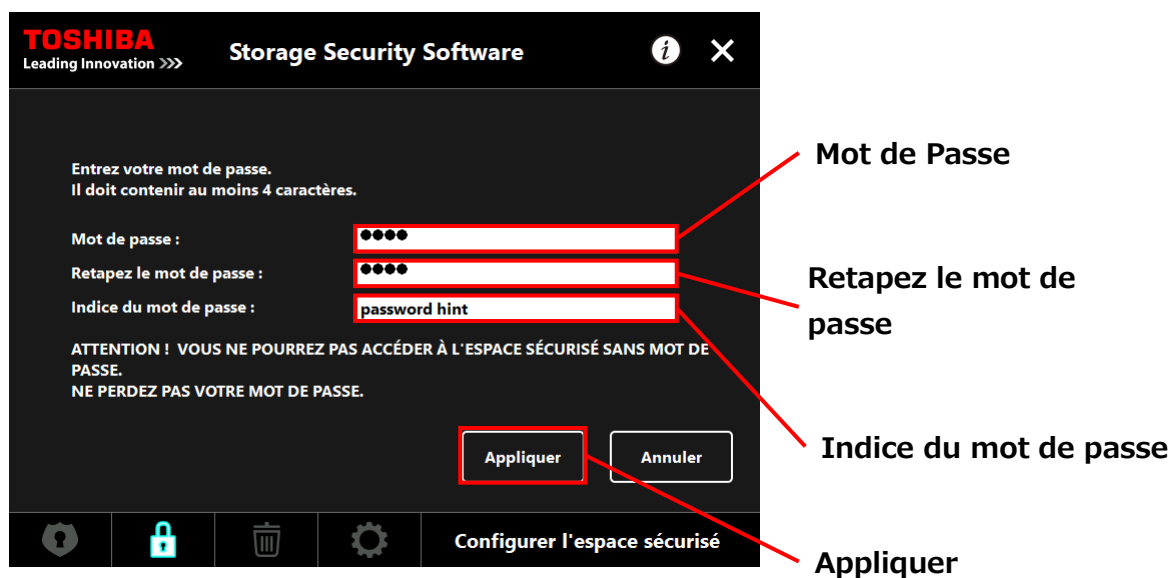 TOSHIBA
Leading Innovation >>>
Storage Security Software
i
Entrez votre mot de passe.
Il doit contenir au moins 4 caractères.
Mot de passe : ●●●●
Retapez le mot de passe : ●●●●
Indice du mot de passe : password hint
ATTENTION ! VOUS NE POURREZ PAS ACCÉDER À L'ESPACE SÉCURISÉ SANS MOT DE
PASSE.
NE PERDEZ PAS VOTRE MOT DE PASSE.
Appliquer
Annuler
Configurer l'espace sécurisé
Mot de Passe
Retapez le mot de
passe
Indice du mot de passe
Appliquer